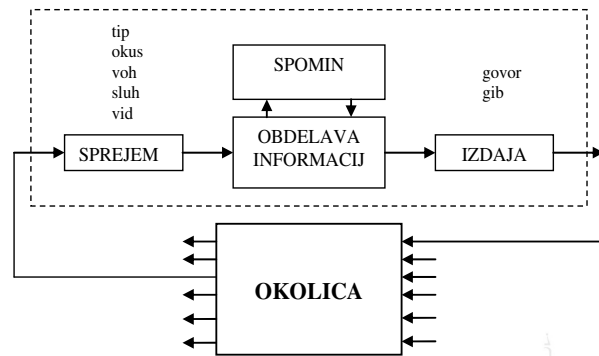 tip
okus
voh
sluh
vid
SPOMIN
govor
gib
SPREJEM
OBDELAVA
INFORMACIJ
IZDAJA
OKOLICA